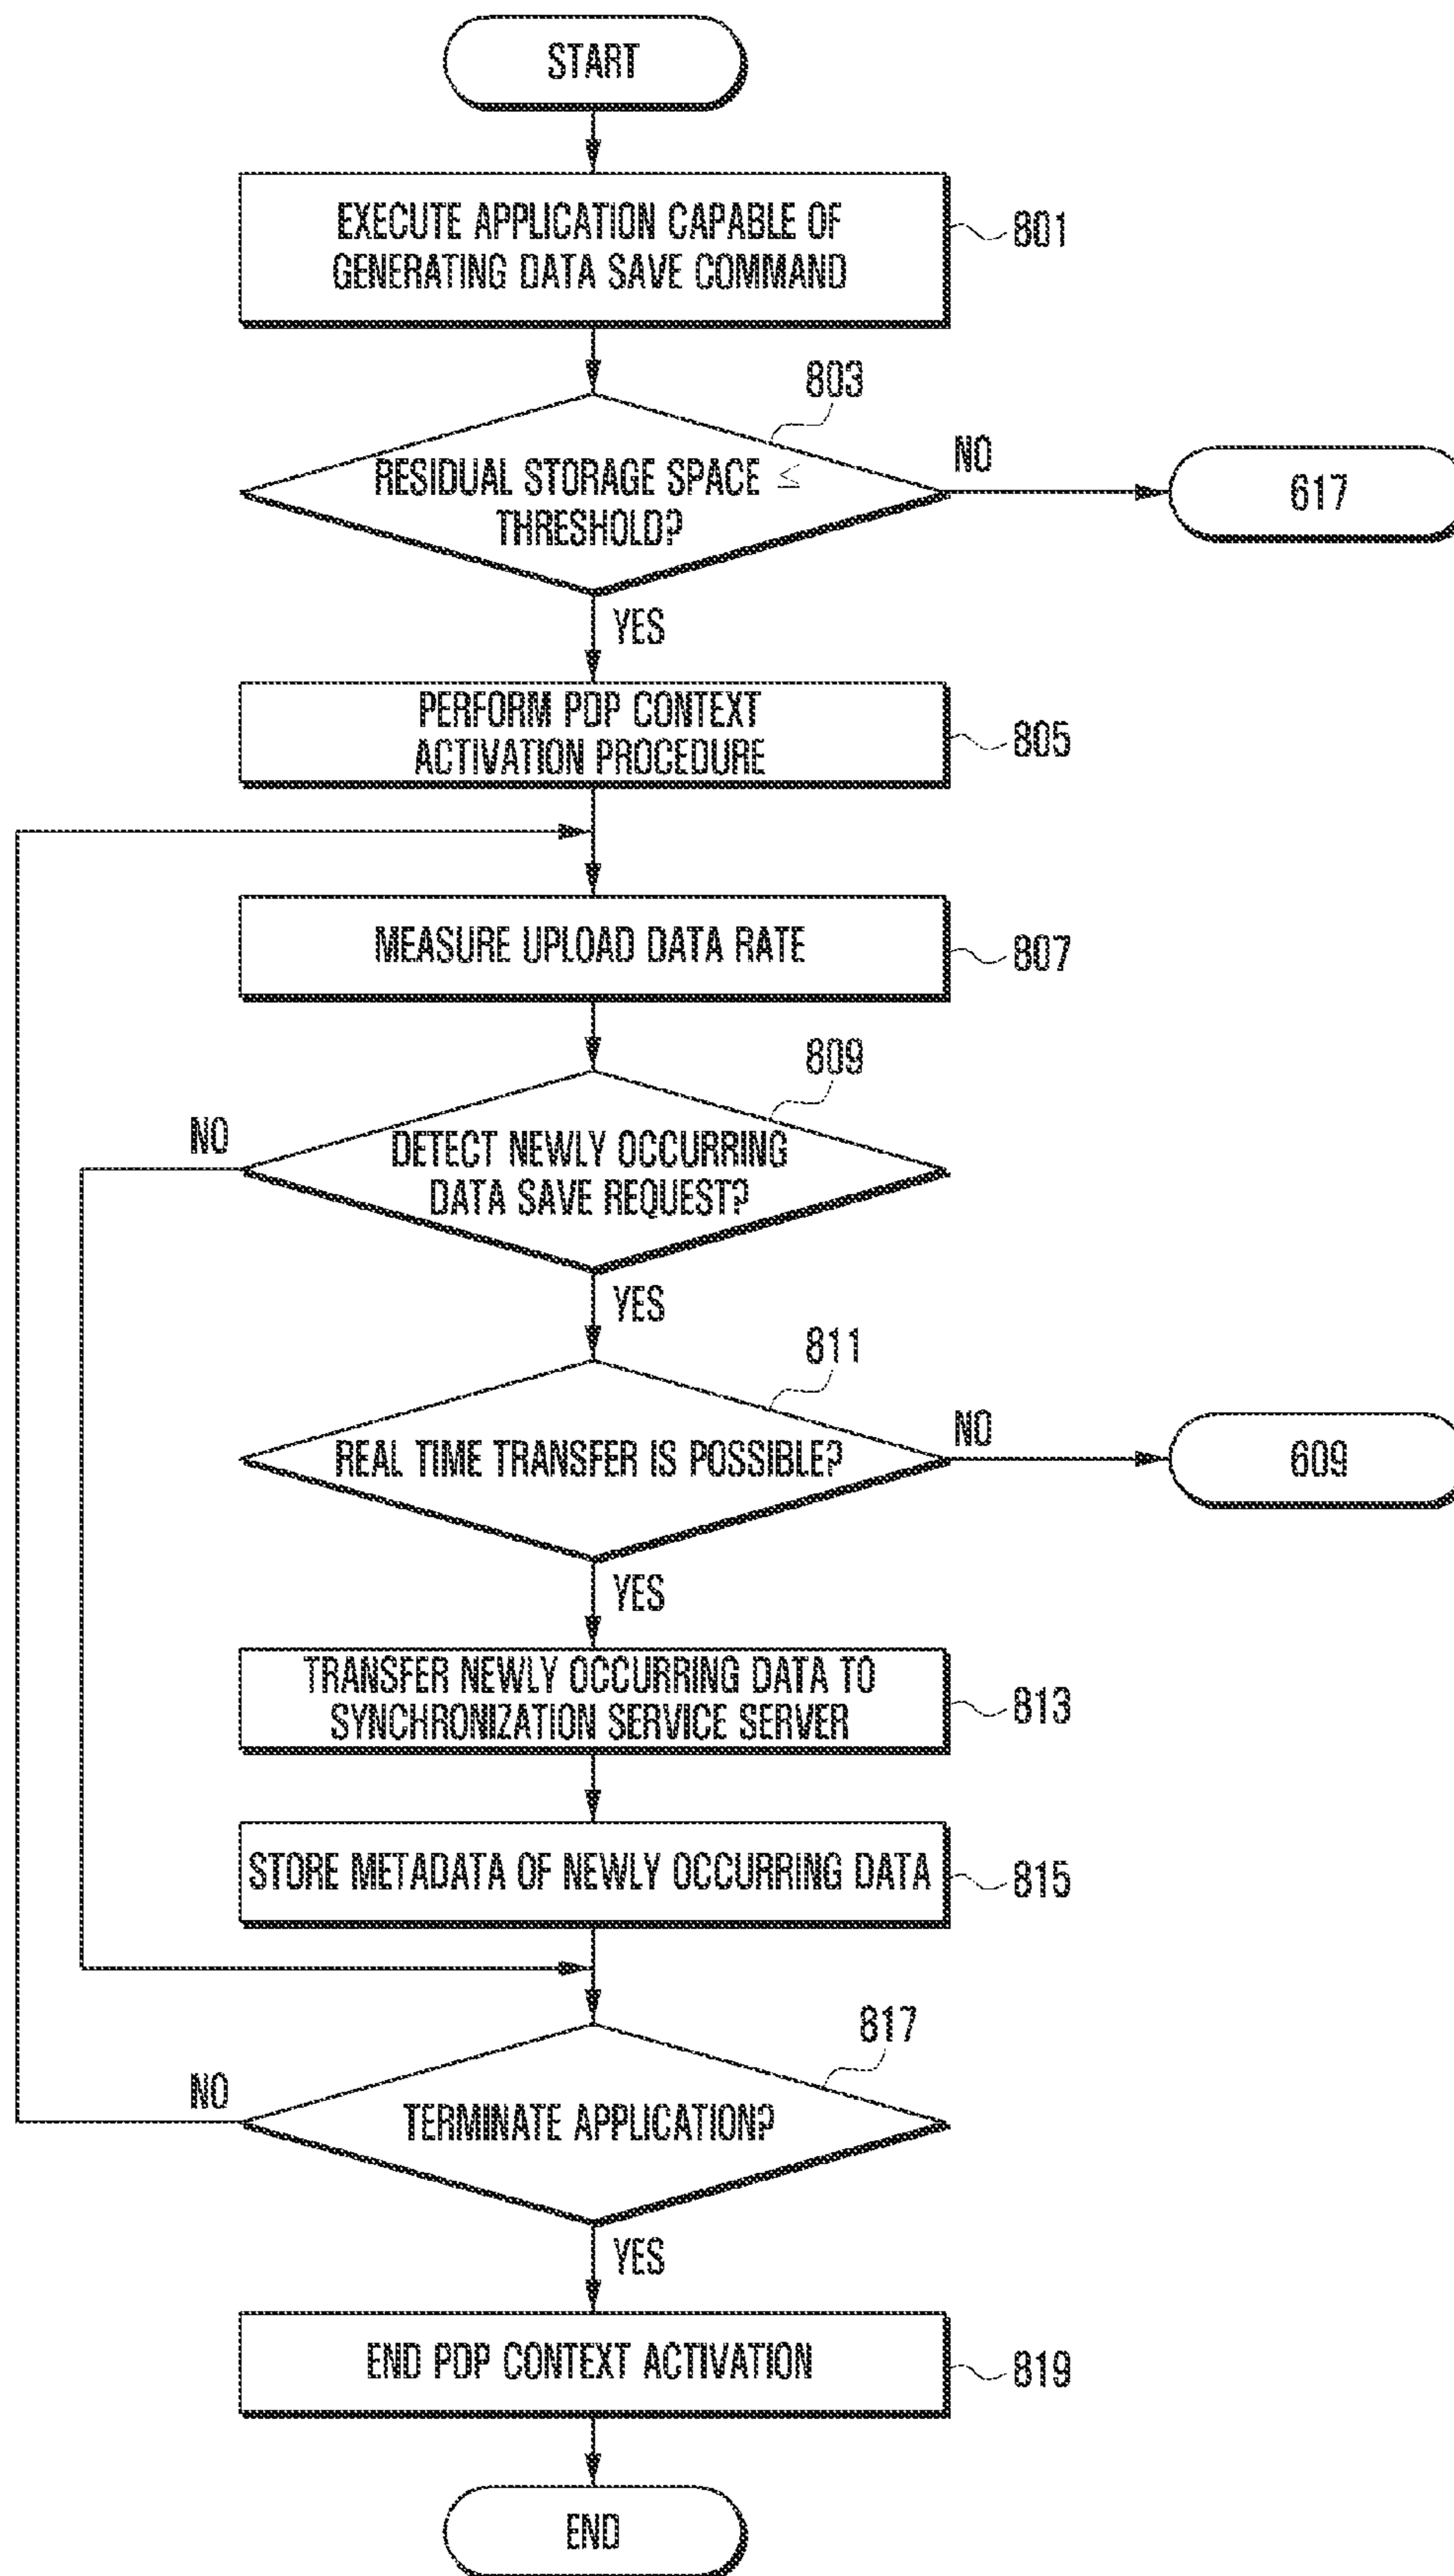 START
EXECUTE APPLICATION CAPABLE OF
GENERATING DATA SAVE COMMAND
801
803
RESIDUAL STORAGE SPACE ≤
THRESHOLD?
NO
617
YES
PERFORM PDP CONTEXT
ACTIVATION PROCEDURE
805
MEASURE UPLOAD DATA RATE
807
809
NO
DETECT NEWLY OCCURRING
DATA SAVE REQUEST?
YES
811
REAL TIME TRANSFER IS POSSIBLE?
NO
609
YES
TRANSFER NEWLY OCCURRING DATA TO
SYNCHRONIZATION SERVICE SERVER
813
STORE METADATA OF NEWLY OCCURRING DATA
815
817
NO
TERMINATE APPLICATION?
YES
END PDP CONTEXT ACTIVATION
819
END